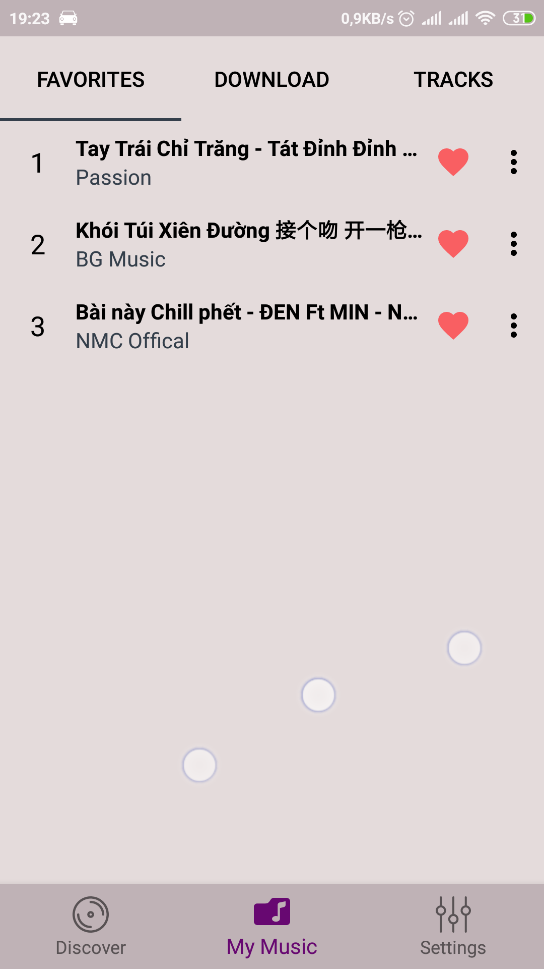 19:23 0,9KB/s 31
FAVORITES DOWNLOAD TRACKS
1
Tay Trái Chỉ Trăng - Tát Đỉnh Đỉnh ...
Passion
2
Khói Túi Xiên Đường 接个吻 开一枪...
BG Music
3
Bài này Chill phết - ĐEN Ft MIN - N...
NMC Offical
Discover My Music Settings